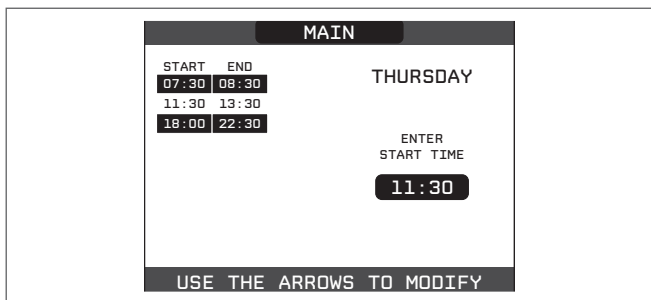 MAIN
START END
07:30 08:30
11:30 13:30
18:00 22:30
THURSDAY
ENTER
START TIME
11:30
USE THE ARROWS TO MODIFY